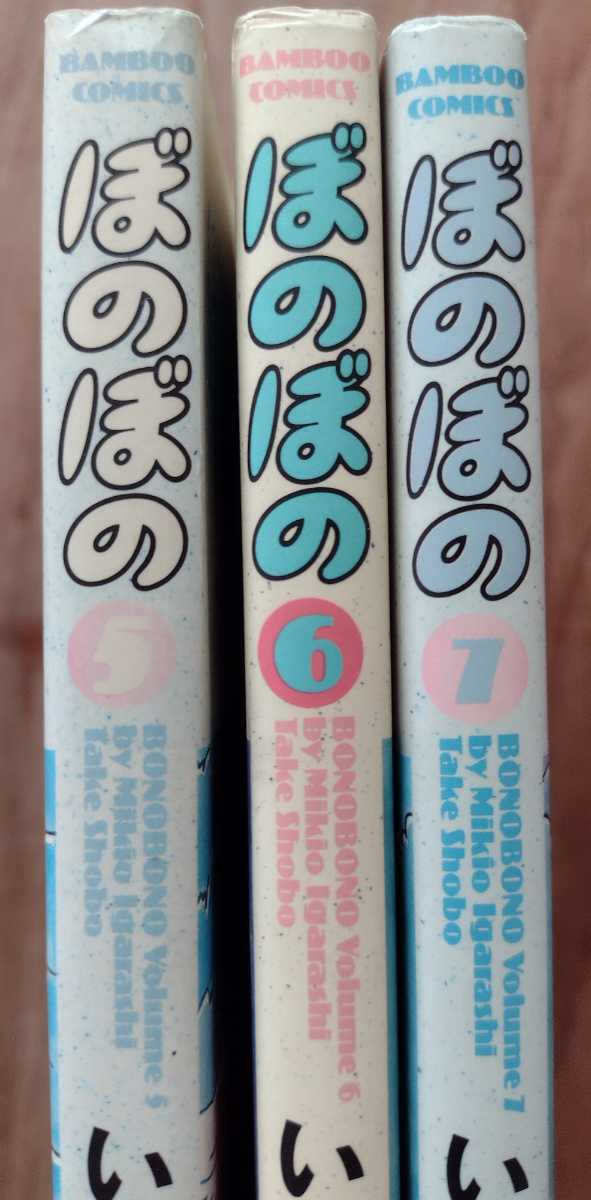 BAMBOO
COMICS
ぼのぼの
5
BONOBONO Volume 5
By Mikio Igarashi
Take Shobo
い
BAMBOO
COMICS
ぼのぼの
6
BONOBONO Volume 6
By Mikio Igarashi
Take Shobo
い
BAMBOO
COMICS
ぼのぼの
7
BONOBONO Volume 7
by Mikio Igarashi
Take Shobo
い